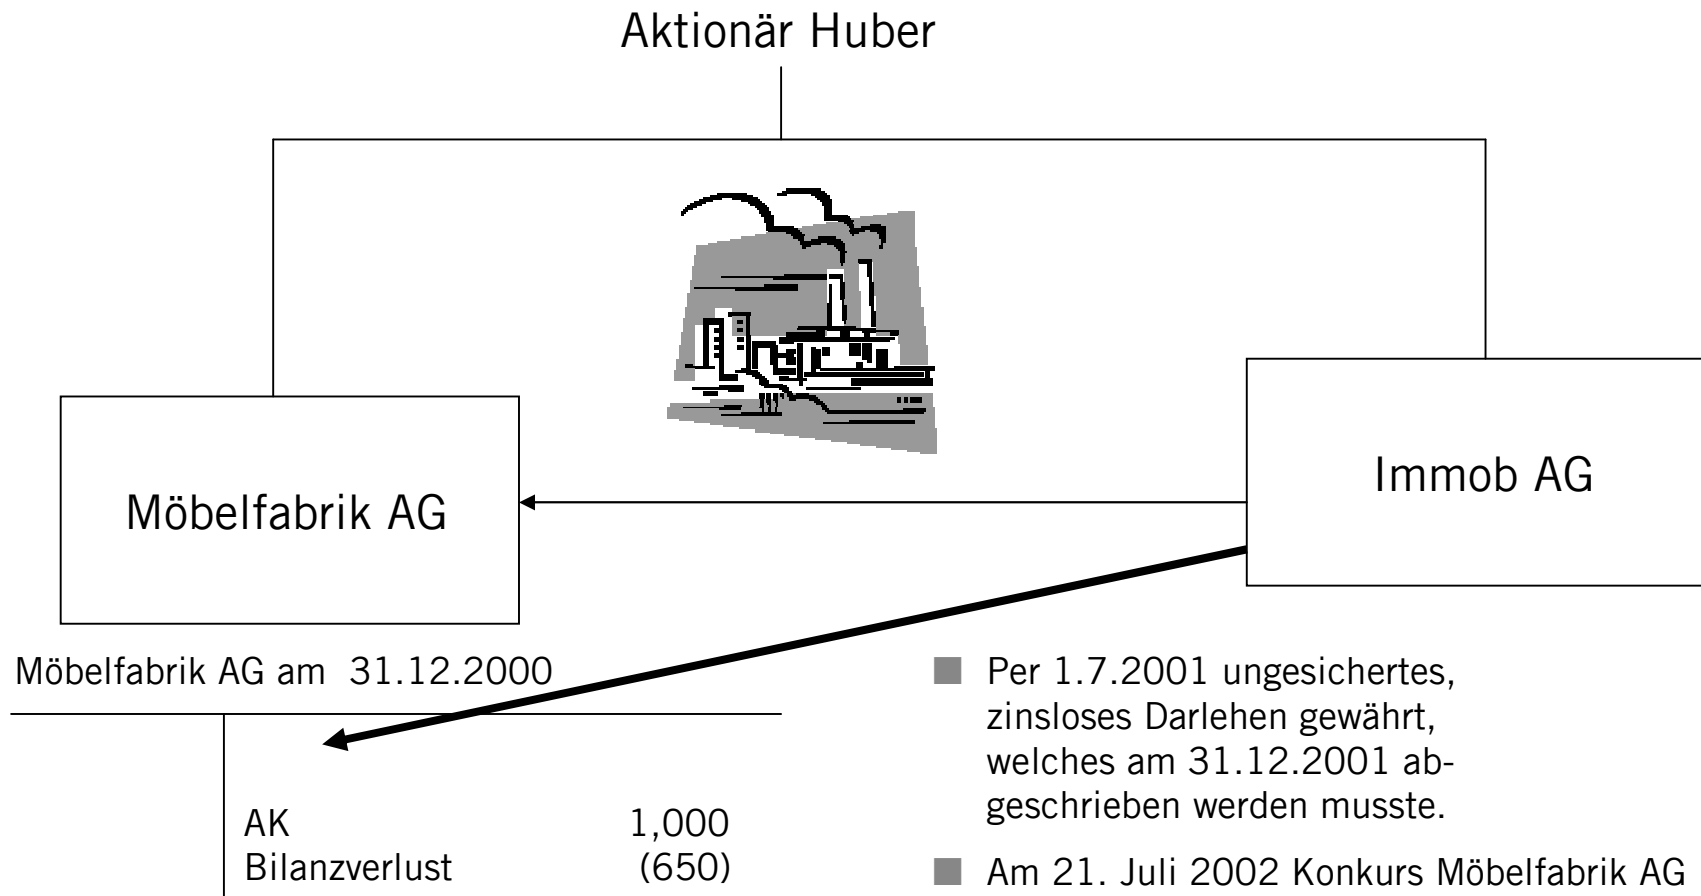 Aktionär Huber
Möbelfabrik AG
Immob AG
Möbelfabrik AG am 31.12.2000
AK 1,000
Bilanzverlust (650)
Per 1.7.2001 ungesichertes,
zinsloses Darlehen gewährt,
welches am 31.12.2001 ab-
geschrieben werden musste.
Am 21. Juli 2002 Konkurs Möbelfabrik AG